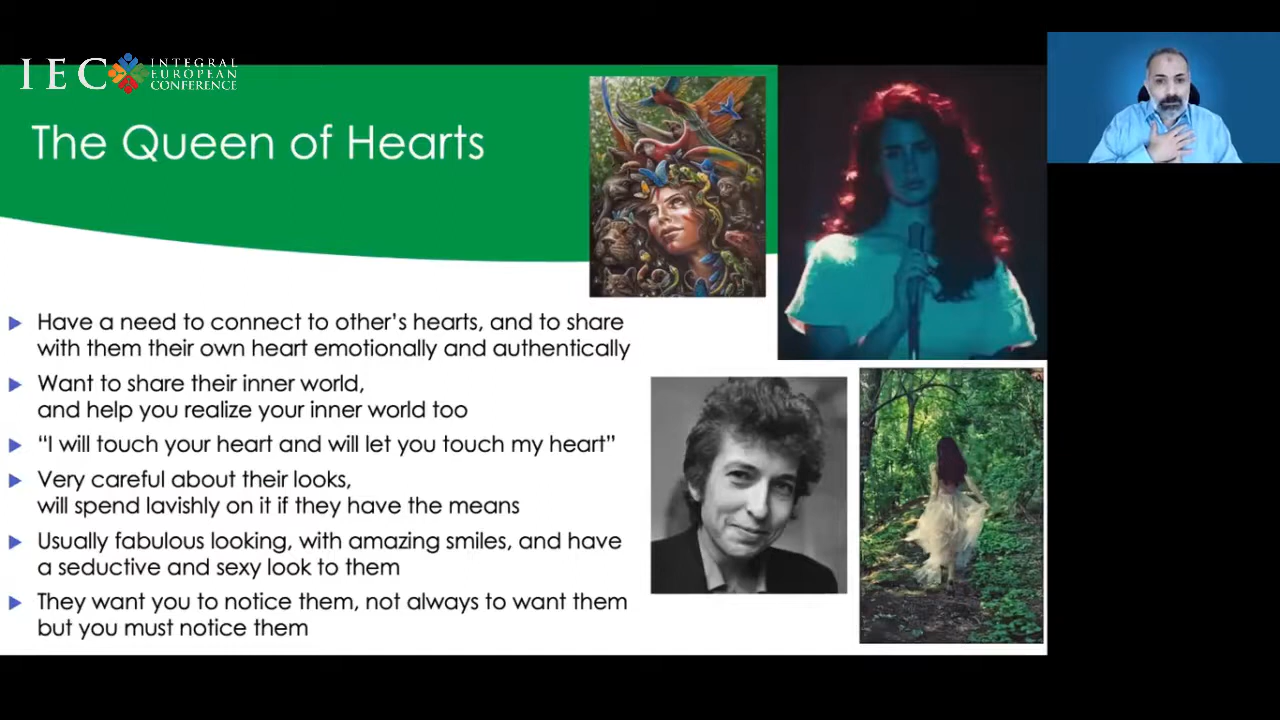 IEC INTEGRAL
EUROPEAN
CONFERENCE
The Queen of Hearts
Have a need to connect to other’s hearts, and to share
with them their own heart emotionally and authentically
Want to share their inner world,
and help you realize your inner world too
“I will touch your heart and will let you touch my heart”
Very careful about their looks,
will spend lavishly on it if they have the means
Usually fabulous looking, with amazing smiles, and have
a seductive and sexy look to them
They want you to notice them, not always to want them
but you must notice them